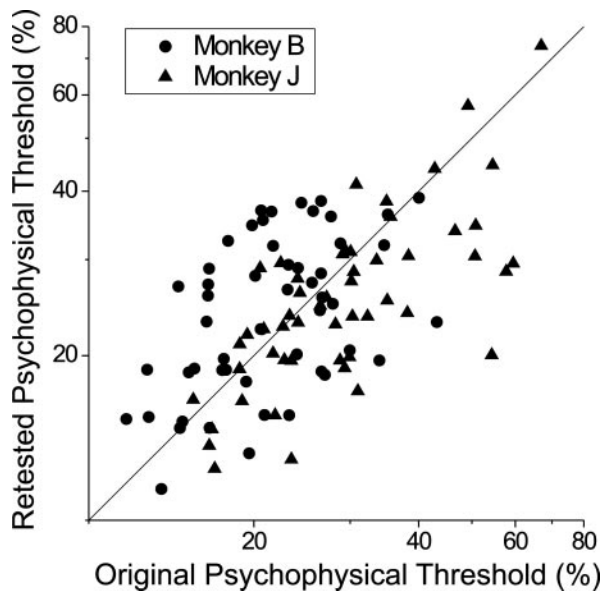 Retested Psychophysical Threshold (%)
80
60
40
20
Monkey B
Monkey J
20
40
60
80
Original Psychophysical Threshold (%)